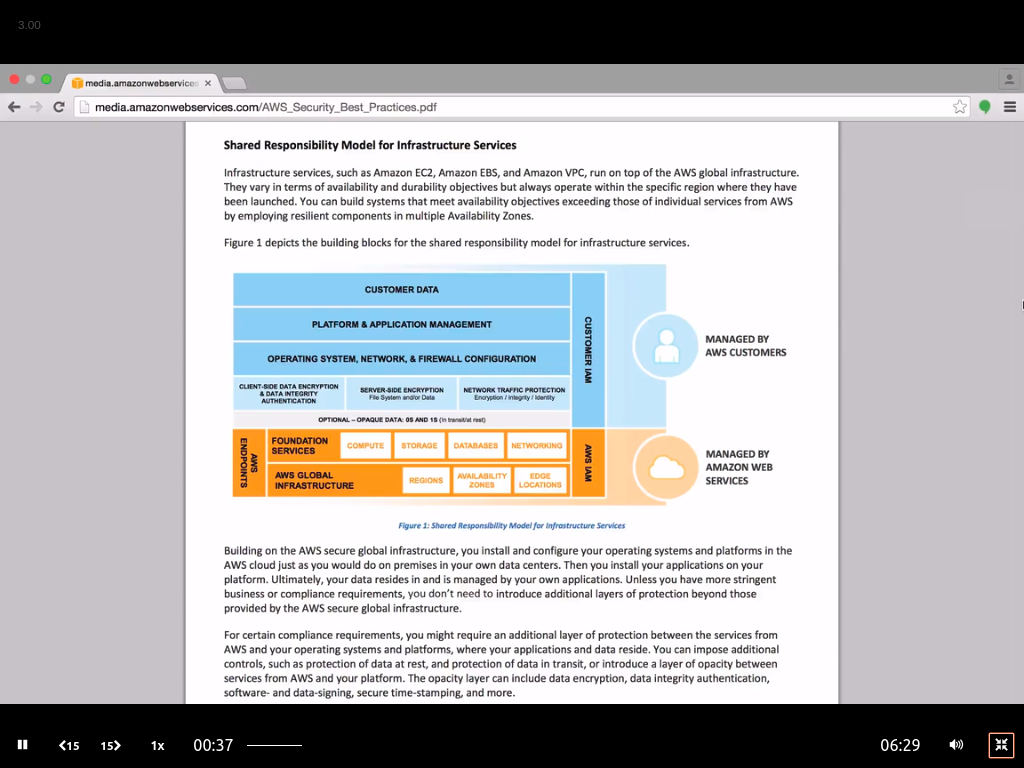 3.00
media.amazonwebservices
media.amazonwebservices.com/AWS_Security_Best_Practices.pdf
Shared Responsibility Model for Infrastructure Services
Infrastructure services, such as Amazon EC2, Amazon EBS, and Amazon VPC, run on top of the AWS global infrastructure.
They vary in terms of availability and durability objectives but always operate within the specific region where they have
been launched. You can build systems that meet availability objectives exceeding those of individual services from AWS
by employing resilient components in multiple Availability Zones.
Figure 1 depicts the building blocks for the shared responsibility model for infrastructure services.
CUSTOMER DATA
PLATFORM & APPLICATION MANAGEMENT
OPERATING SYSTEM, NETWORK, & FIREWALL CONFIGURATION
CLIENT-SIDE DATA ENCRYPTION
& DATA INTEGRITY
AUTHENTICATION
SERVER-SIDE ENCRYPTION
File System and/or Data
NETWORK TRAFFIC PROTECTION
Encryption / Integrity / Identity
OPTIONAL – OPAQUE DATA: 0S AND 1S (in transit/at rest)
CUSTOMER IAM
MANAGED BY
AWS CUSTOMERS
AWS
ENDPOINTS
FOUNDATION
SERVICES
COMPUTE
STORAGE
DATABASES
NETWORKING
AWS GLOBAL
INFRASTRUCTURE
REGIONS
AVAILABILITY
ZONES
EDGE
LOCATIONS
AWS IAM
MANAGED BY
AMAZON WEB
SERVICES
Figure 1: Shared Responsibility Model for Infrastructure Services
Building on the AWS secure global infrastructure, you install and configure your operating systems and platforms in the
AWS cloud just as you would do on premises in your own data centers. Then you install your applications on your
platform. Ultimately, your data resides in and is managed by your own applications. Unless you have more stringent
business or compliance requirements, you don't need to introduce additional layers of protection beyond those
provided by the AWS secure global infrastructure.
For certain compliance requirements, you might require an additional layer of protection between the services from
AWS and your operating systems and platforms, where your applications and data reside. You can impose additional
controls, such as protection of data at rest, and protection of data in transit, or introduce a layer of opacity between
services from AWS and your platform. The opacity layer can include data encryption, data integrity authentication,
software- and data-signing, secure time-stamping, and more.
15
15
1x
00:37
06:29